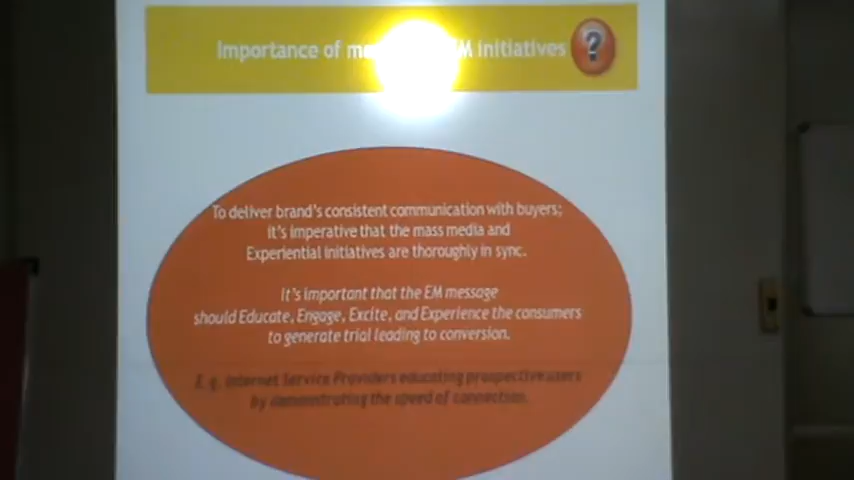 Importance of M initiatives ?
To deliver brand's consistent communication with buyers;
it's imperative that the mass media and
Experiential initiatives are thoroughly in sync.
It's important that the EM message
should Educate, Engage, Excite, and Experience the consumers
to generate trial leading to conversion.
E. g. Internet Service Providers educating prospective users
by demonstrating the speed of connection.